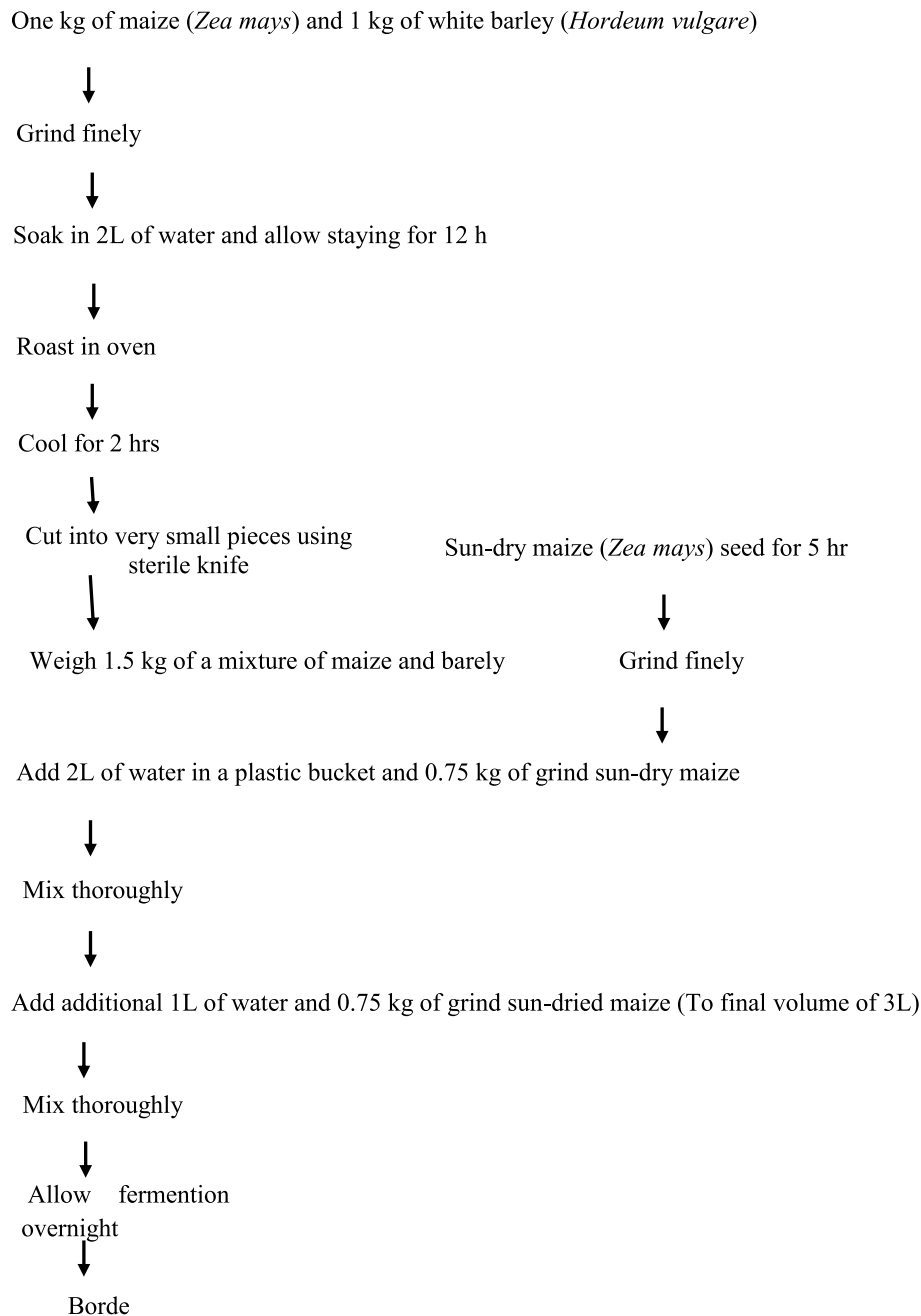 One kg of maize (Zea mays) and 1 kg of white barley (Hordeum vulgare)
Grind finely
Soak in 2L of water and allow staying for 12 h
Roast in oven
Cool for 2 hrs
Cut into very small pieces using
sterile knife
Sun-dry maize (Zea mays) seed for 5 hr
Weigh 1.5 kg of a mixture of maize and barely
Grind finely
Add 2L of water in a plastic bucket and 0.75 kg of grind sun-dry maize
Mix thoroughly
Add additional 1L of water and 0.75 kg of grind sun-dried maize (To final volume of 3L)
Mix thoroughly
Allow fermention
overnight
Borde